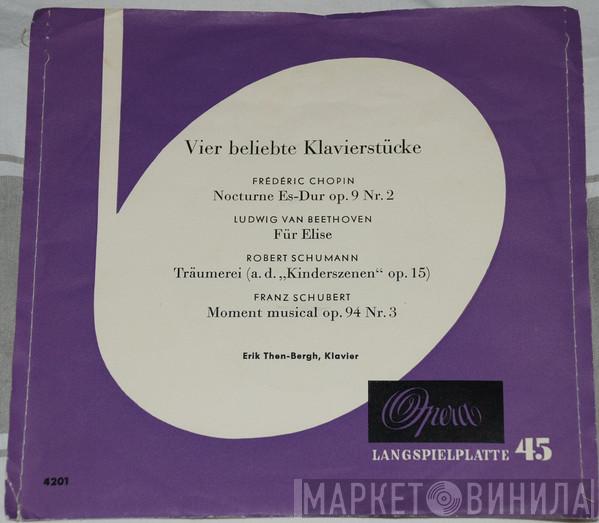 Vier beliebte Klavierstücke
FRÉDÉRIC CHOPIN
Nocturne Es-Dur op. 9 Nr. 2
LUDWIG VAN BEETHOVEN
Für Elise
ROBERT SCHUMANN
Träumerei (a. d. „Kinderszenen“ op. 15)
FRANZ SCHUBERT
Moment musical op. 94 Nr. 3
Erik Then-Bergh, Klavier
Opera
LANGSPIELPLATTE 45
4201
МАРКЕТ ВИНИЛА